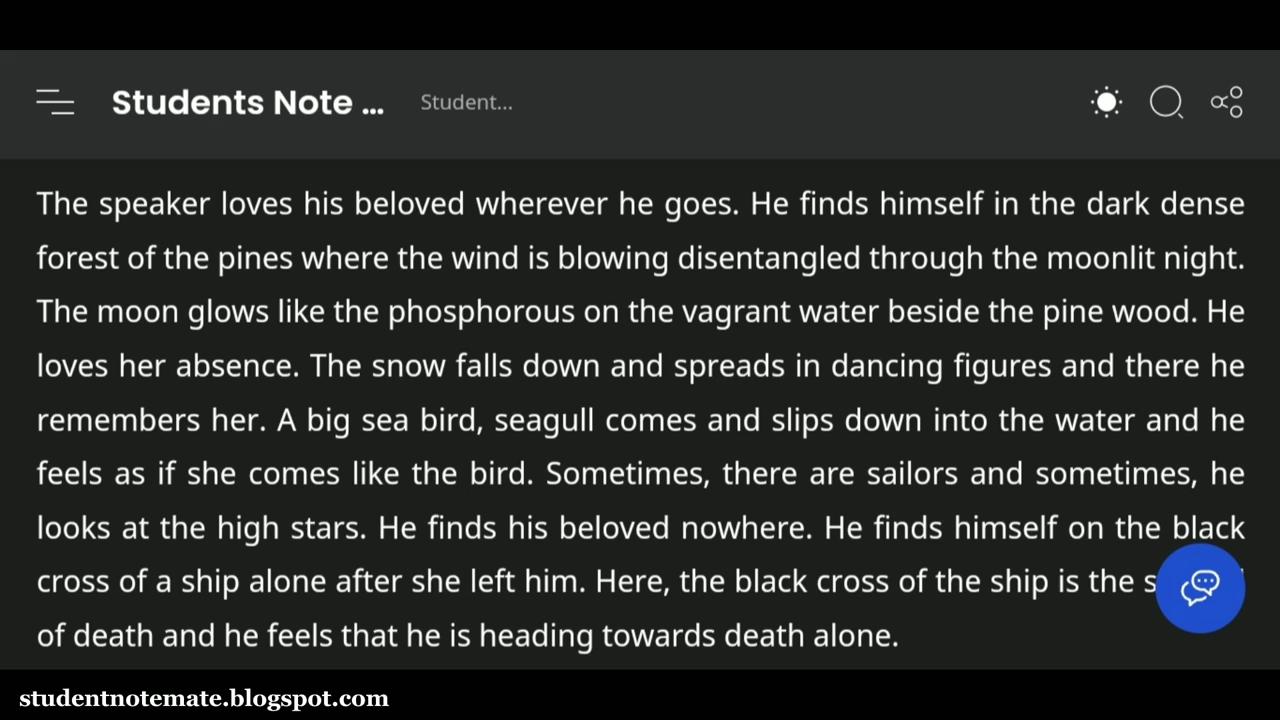 Students Note ...
Student...
The speaker loves his beloved wherever he goes. He finds himself in the dark dense
forest of the pines where the wind is blowing disentangled through the moonlit night.
The moon glows like the phosphorous on the vagrant water beside the pine wood. He
loves her absence. The snow falls down and spreads in dancing figures and there he
remembers her. A big sea bird, seagull comes and slips down into the water and he
feels as if she comes like the bird. Sometimes, there are sailors and sometimes, he
looks at the high stars. He finds his beloved nowhere. He finds himself on the black
cross of a ship alone after she left him. Here, the black cross of the ship is the
of death and he feels that he is heading towards death alone.
studentnotemate.blogspot.com